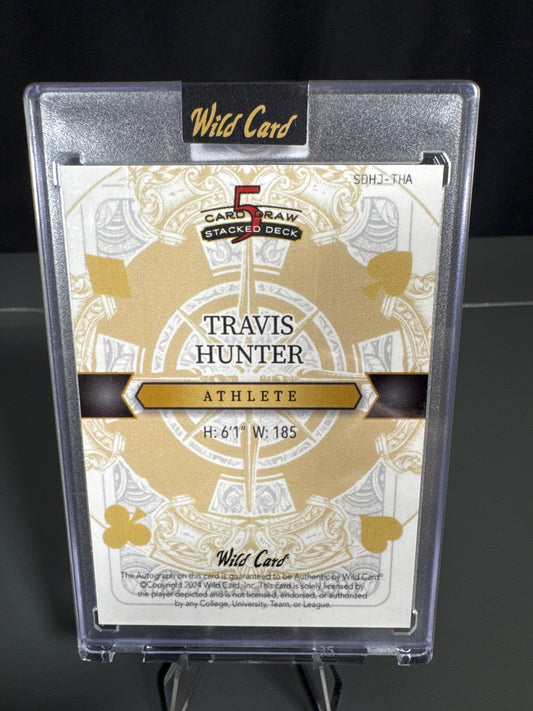 Wild Card
SDHJ-THA
5
CARD DRAW
STACKED DECK
TRAVIS
HUNTER
ATHLETE
H: 6'1" W: 185
Wild Card
The Autograph on this card is guaranteed to be Authentic by Wild Card®.
©Copyright 2024 Wild Card, Inc. This card is solely licensed by
the player depicted and is not licensed, endorsed, or authorized
by any College, University, Team, or League.
35